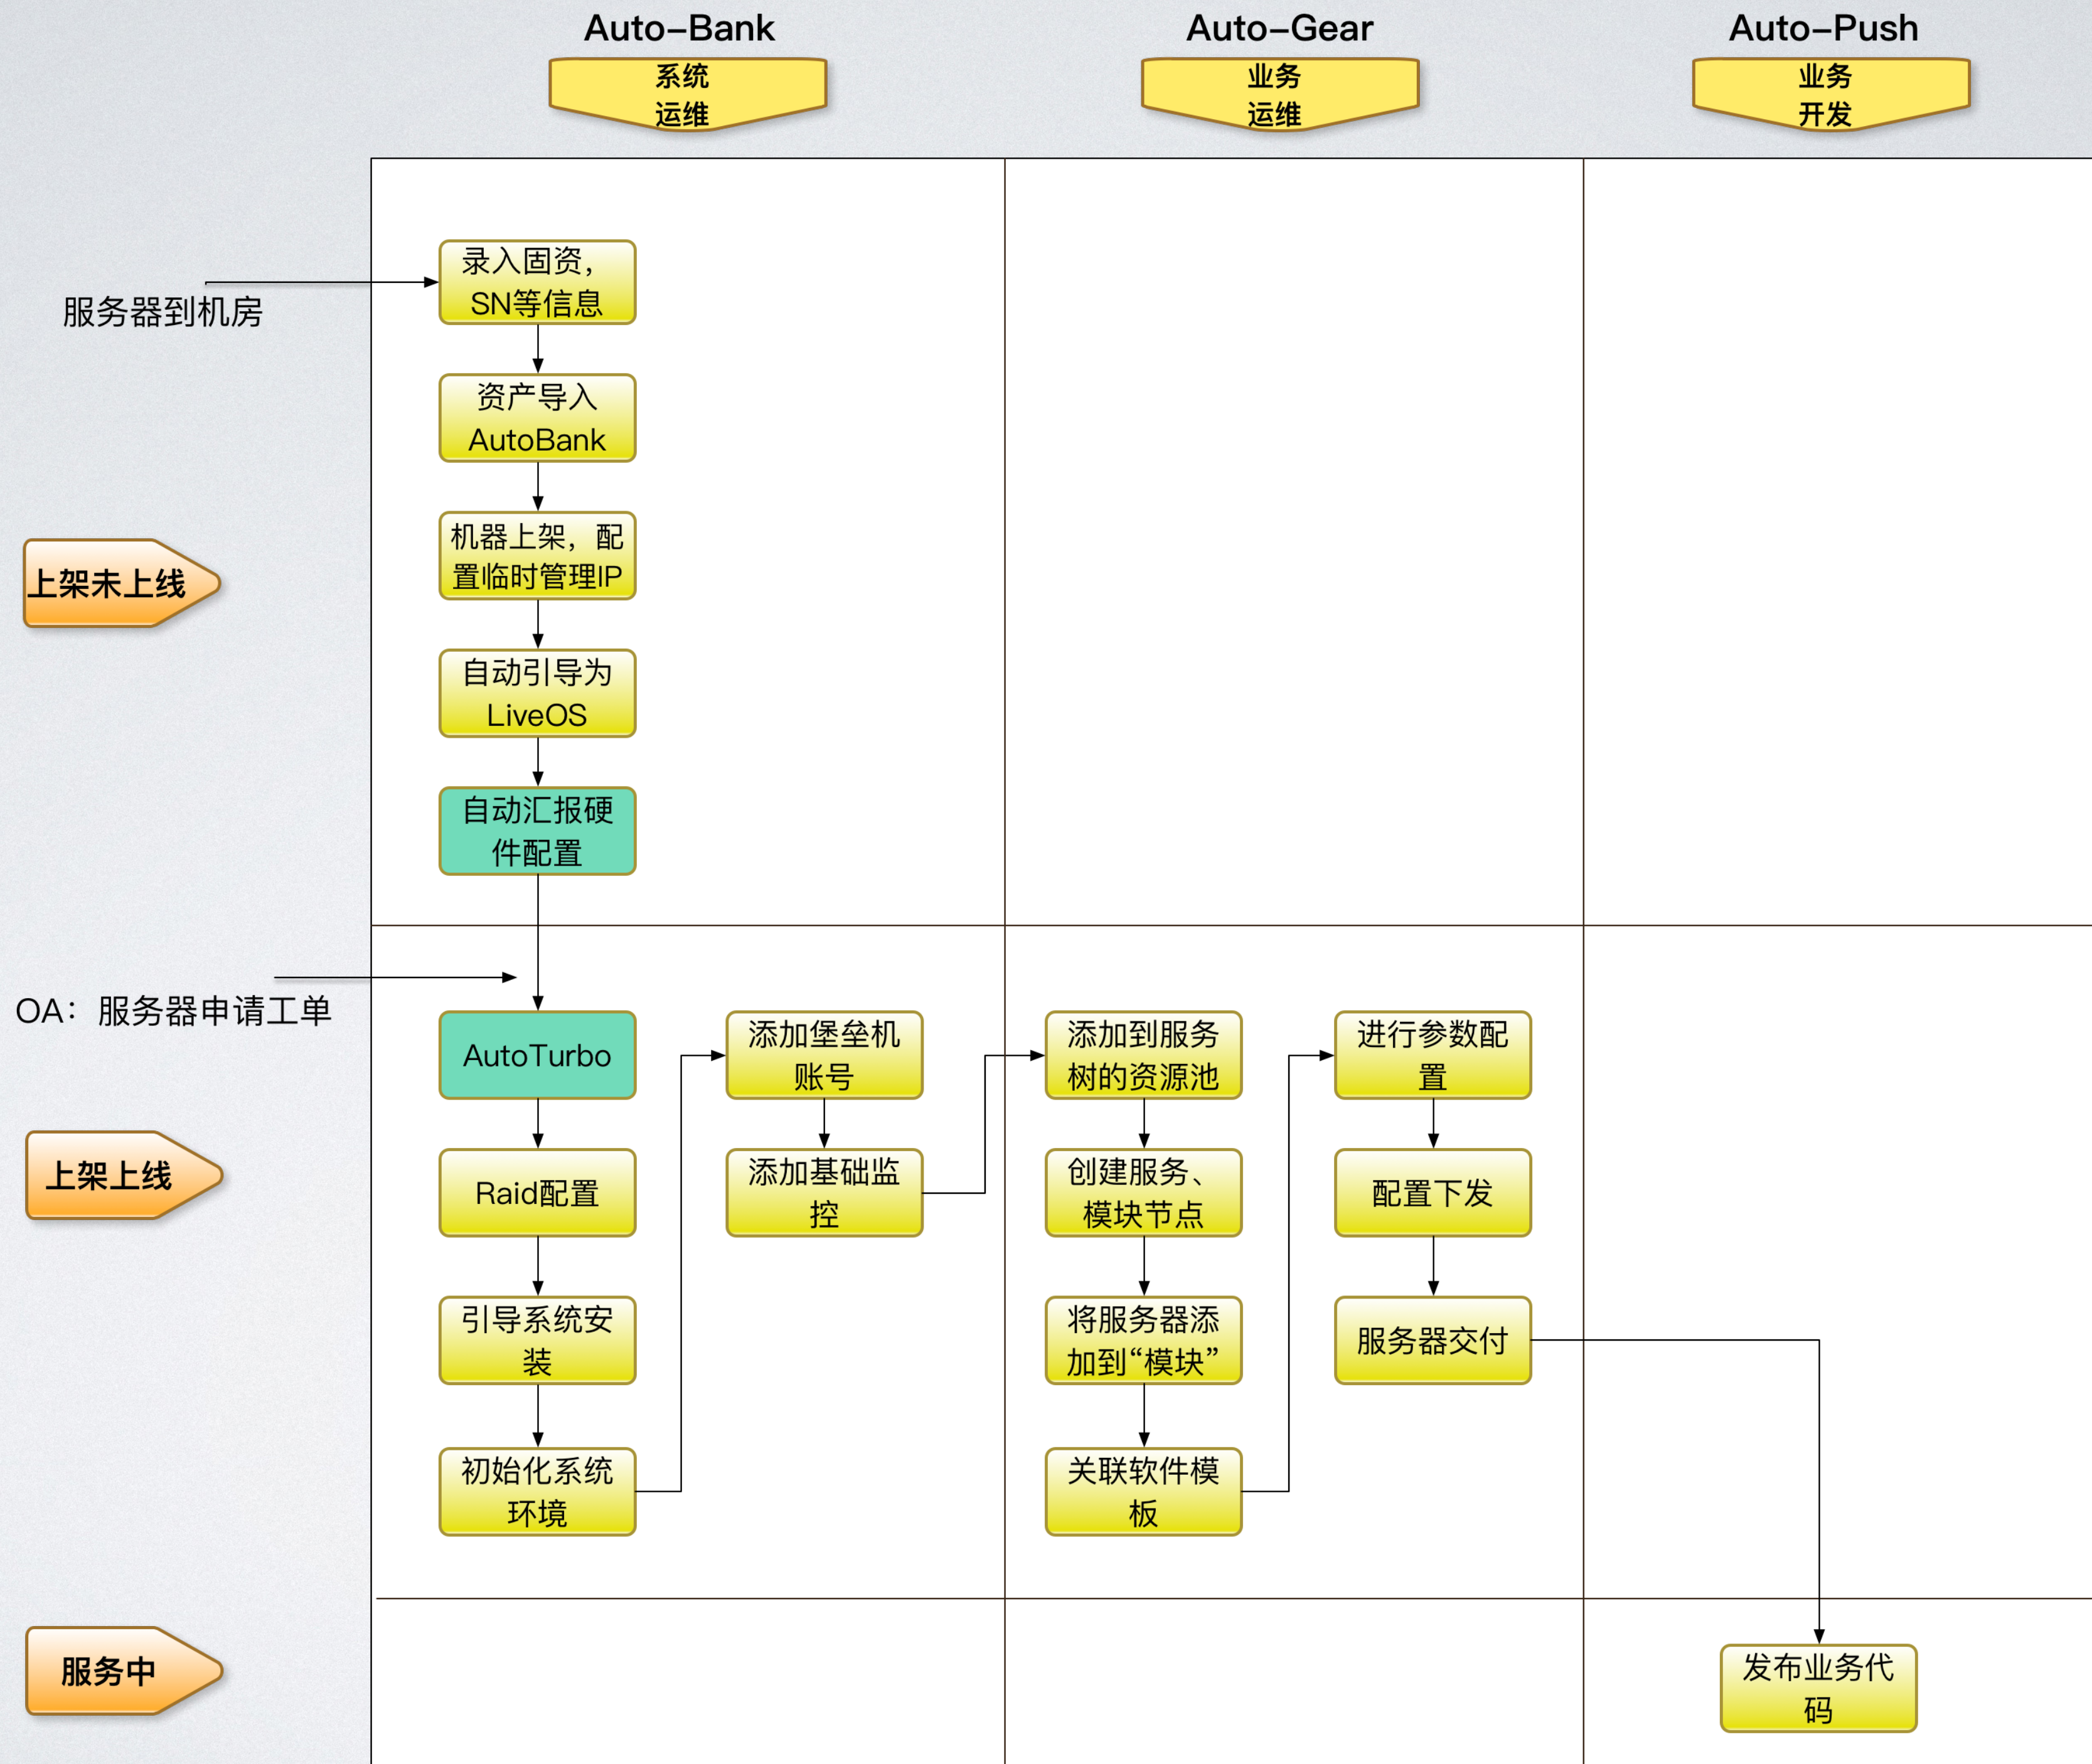 Auto–Bank
Auto–Gear
Auto–Push
系统
运维
业务
运维
业务
开发
服务器到机房
录入固资，
SN等信息
资产导入
AutoBank
上架未上线
机器上架，配
置临时管理IP
自动引导为
LiveOS
自动汇报硬
件配置
OA：服务器申请工单
AutoTurbo
添加堡垒机
账号
添加到服务
树的资源池
进行参数配
置
上架上线
Raid配置
添加基础监
控
创建服务、
模块节点
配置下发
引导系统安
装
将服务器添
加到“模块”
服务器交付
初始化系统
环境
关联软件模
板
服务中
发布业务代
码